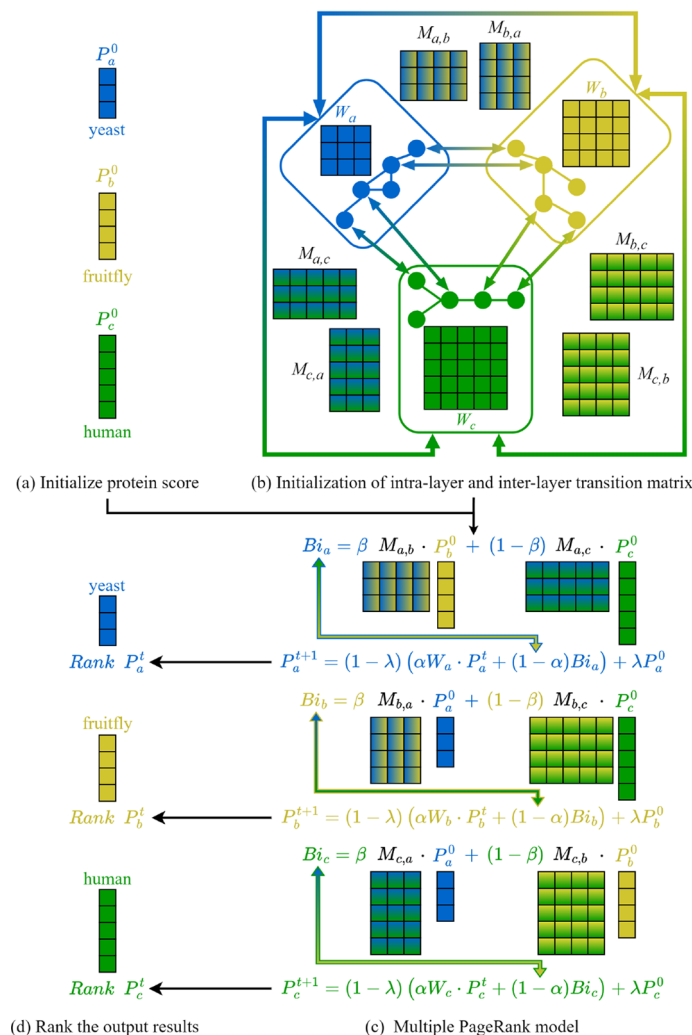 P_a^0
yeast
P_b^0
fruitfly
P_c^0
human
M_{a,b}
M_{b,a}
W_a
W_b
M_{a,c}
M_{b,c}
M_{c,a}
M_{c,b}
W_c
(a) Initialize protein score
(b) Initialization of intra-layer and inter-layer transition matrix
Bi_a = β M_{a,b} · P_b^0 + (1 − β) M_{a,c} · P_c^0
yeast
Rank P_a^t
P_a^{t+1} = (1 − λ) (αW_a · P_a^t + (1 − α)Bi_a) + λP_a^0
Bi_b = β M_{b,a} · P_a^0 + (1 − β) M_{b,c} · P_c^0
fruitfly
Rank P_b^t
P_b^{t+1} = (1 − λ) (αW_b · P_b^t + (1 − α)Bi_b) + λP_b^0
Bi_c = β M_{c,a} · P_a^0 + (1 − β) M_{c,b} · P_b^0
human
Rank P_c^t
P_c^{t+1} = (1 − λ) (αW_c · P_c^t + (1 − α)Bi_c) + λP_c^0
(d) Rank the output results
(c) Multiple PageRank model